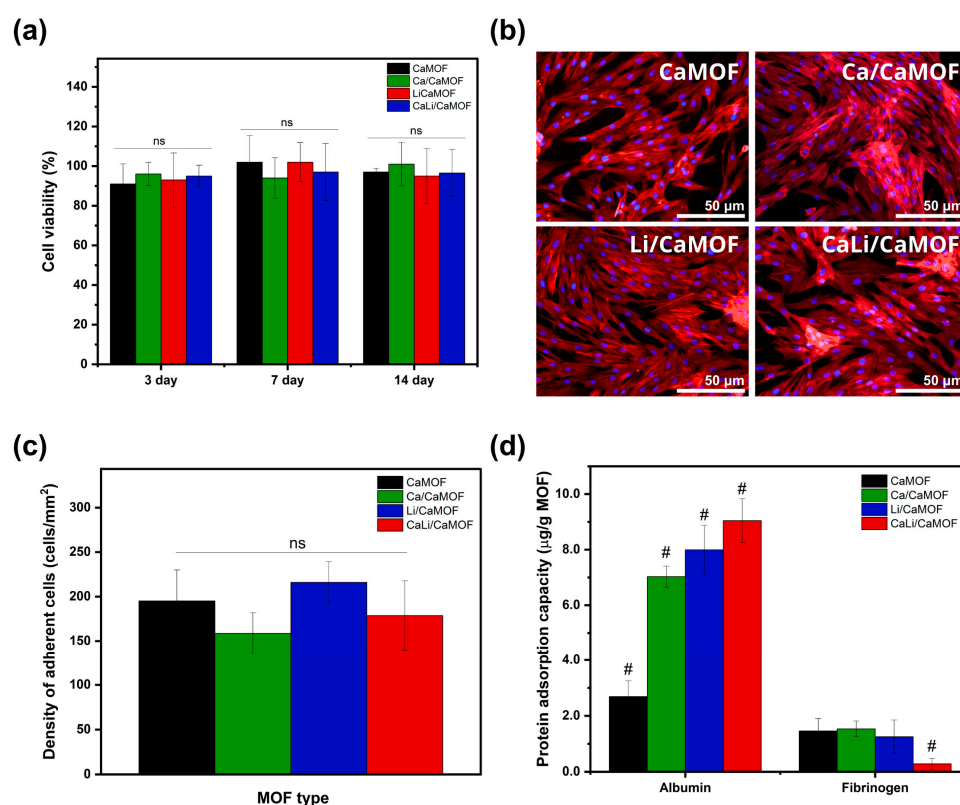 (a)
Cell viability (%)
140
120
100
80
60
40
20
0
CaMOF
Ca/CaMOF
LiCaMOF
CaLi/CaMOF
ns
ns
ns
3 day
7 day
14 day
(b)
CaMOF
50 µm
Ca/CaMOF
50 µm
Li/CaMOF
50 µm
CaLi/CaMOF
50 µm
(c)
Density of adherent cells (cells/mm²)
300
250
200
150
100
50
0
CaMOF
Ca/CaMOF
Li/CaMOF
CaLi/CaMOF
ns
MOF type
(d)
Protein adsorption capacity (µg/g MOF)
10.0
8.0
6.0
4.0
2.0
0.0
CaMOF
Ca/CaMOF
Li/CaMOF
CaLi/CaMOF
#
#
#
#
#
Albumin
Fibrinogen